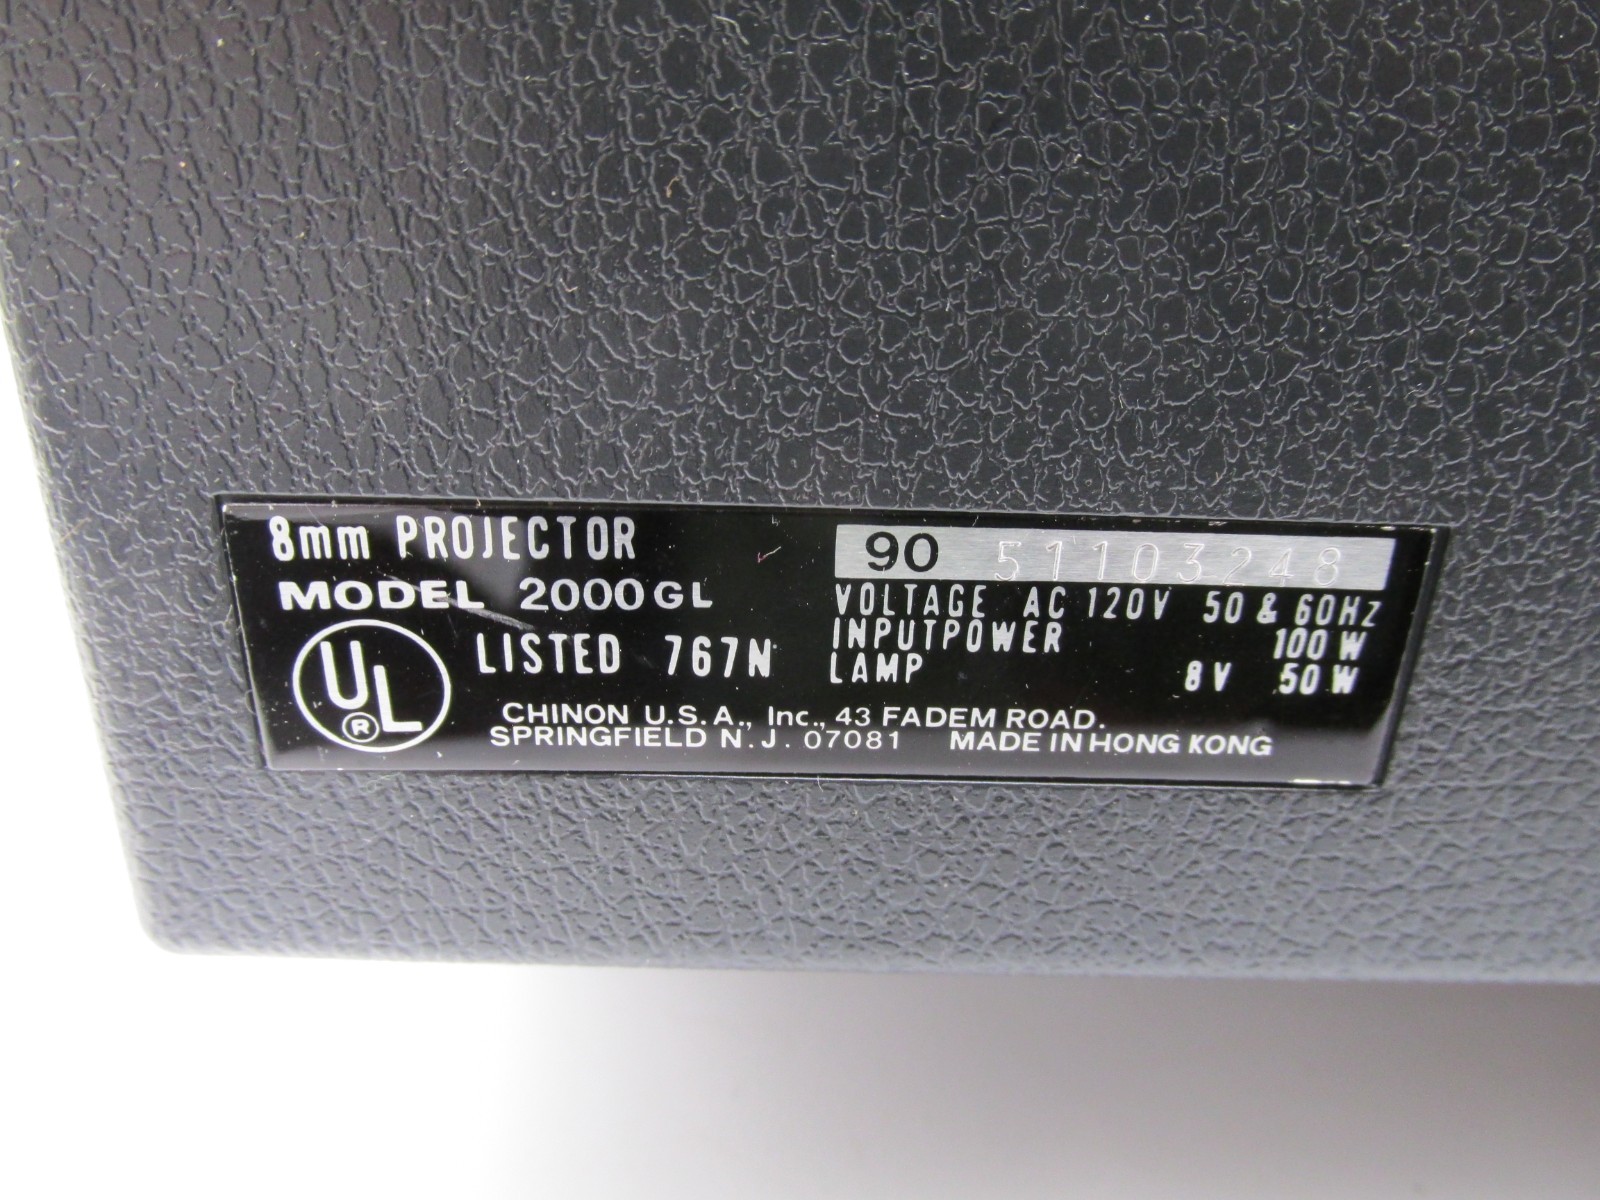 8mm PROJECTOR
MODEL 2000GL
UL ®
LISTED 767N
90 51103248
VOLTAGE AC 120V 50 & 60HZ
INPUTPOWER 100 W
LAMP 8V 50W
CHINON U.S.A., Inc., 43 FADEM ROAD.
SPRINGFIELD N.J. 07081 MADE IN HONG KONG